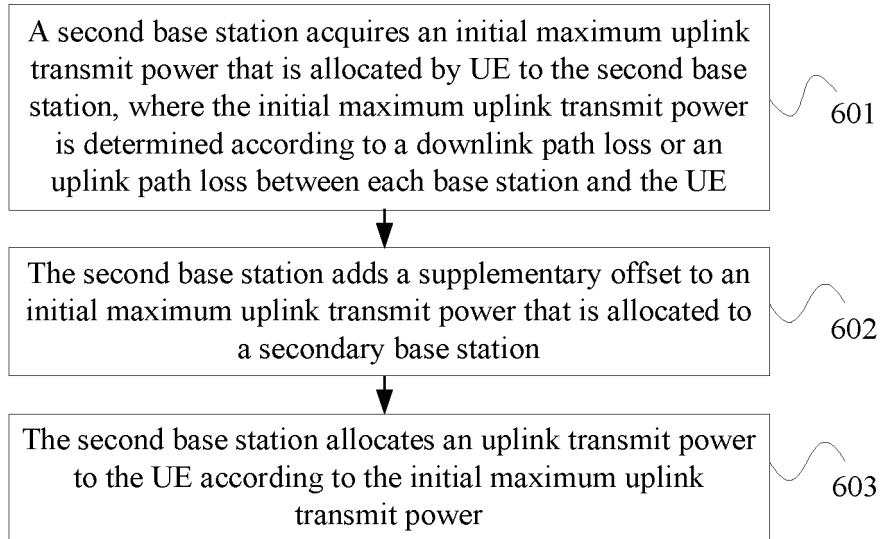 A second base station acquires an initial maximum uplink
transmit power that is allocated by UE to the second base
station, where the initial maximum uplink transmit power
is determined according to a downlink path loss or an
uplink path loss between each base station and the UE
601
The second base station adds a supplementary offset to an
initial maximum uplink transmit power that is allocated to
a secondary base station
602
The second base station allocates an uplink transmit power
to the UE according to the initial maximum uplink
transmit power
603